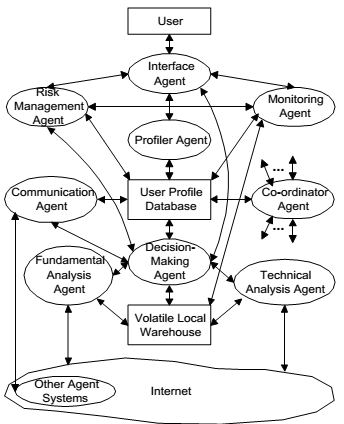 User
Interface
Agent
Risk
Management
Agent
Monitoring
Agent
Profiler Agent
...
Communication
Agent
User Profile
Database
Co-ordinator
Agent
...
Decision-
Making
Agent
Fundamental
Analysis
Agent
Technical
Analysis Agent
Volatile Local
Warehouse
Other Agent
Systems
Internet